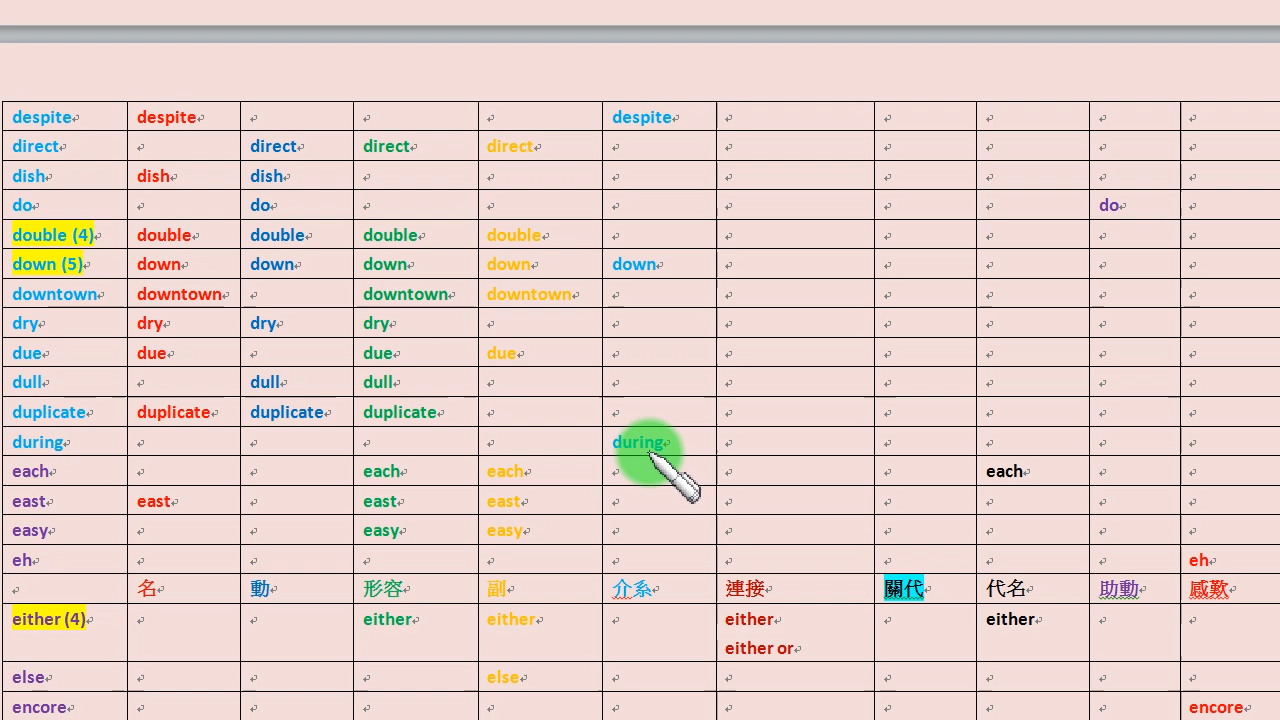 despite despite despite
direct direct direct direct
dish dish dish
do do do
double (4) double double double double
down (5) down down down down down
downtown downtown downtown downtown
dry dry dry dry
due due due due
dull dull dull
duplicate duplicate duplicate duplicate
during during
each each each each
east east east east
easy easy easy
eh eh
名 動 形容 副 介系 連接 關代 代名 助動 感歎
either (4) either either either either
either or
else else
encore encore